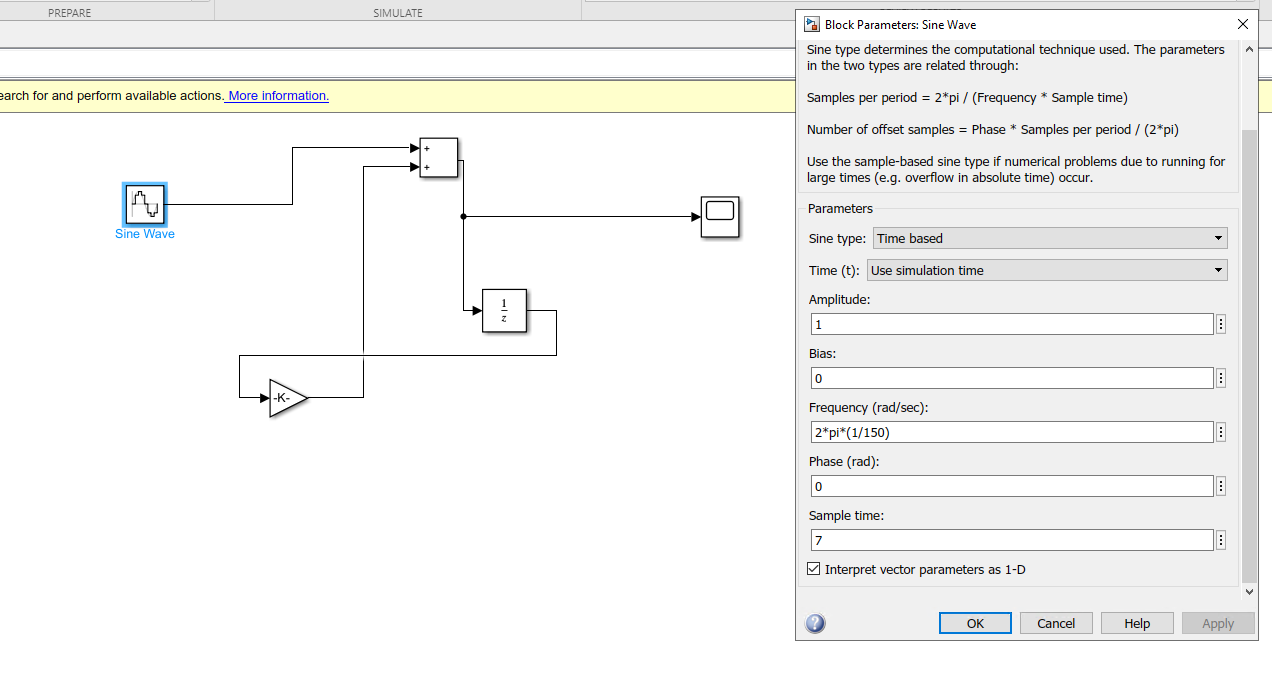 PREPARE
SIMULATE
earch for and perform available actions. More information.
+
+
Sine Wave
1
z
-K-
Block Parameters: Sine Wave
Sine type determines the computational technique used. The parameters
in the two types are related through:
Samples per period = 2*pi / (Frequency * Sample time)
Number of offset samples = Phase * Samples per period / (2*pi)
Use the sample-based sine type if numerical problems due to running for
large times (e.g. overflow in absolute time) occur.
Parameters
Sine type: Time based
Time (t): Use simulation time
Amplitude:
1
Bias:
0
Frequency (rad/sec):
2*pi*(1/150)
Phase (rad):
0
Sample time:
7
Interpret vector parameters as 1-D
? OK Cancel Help Apply